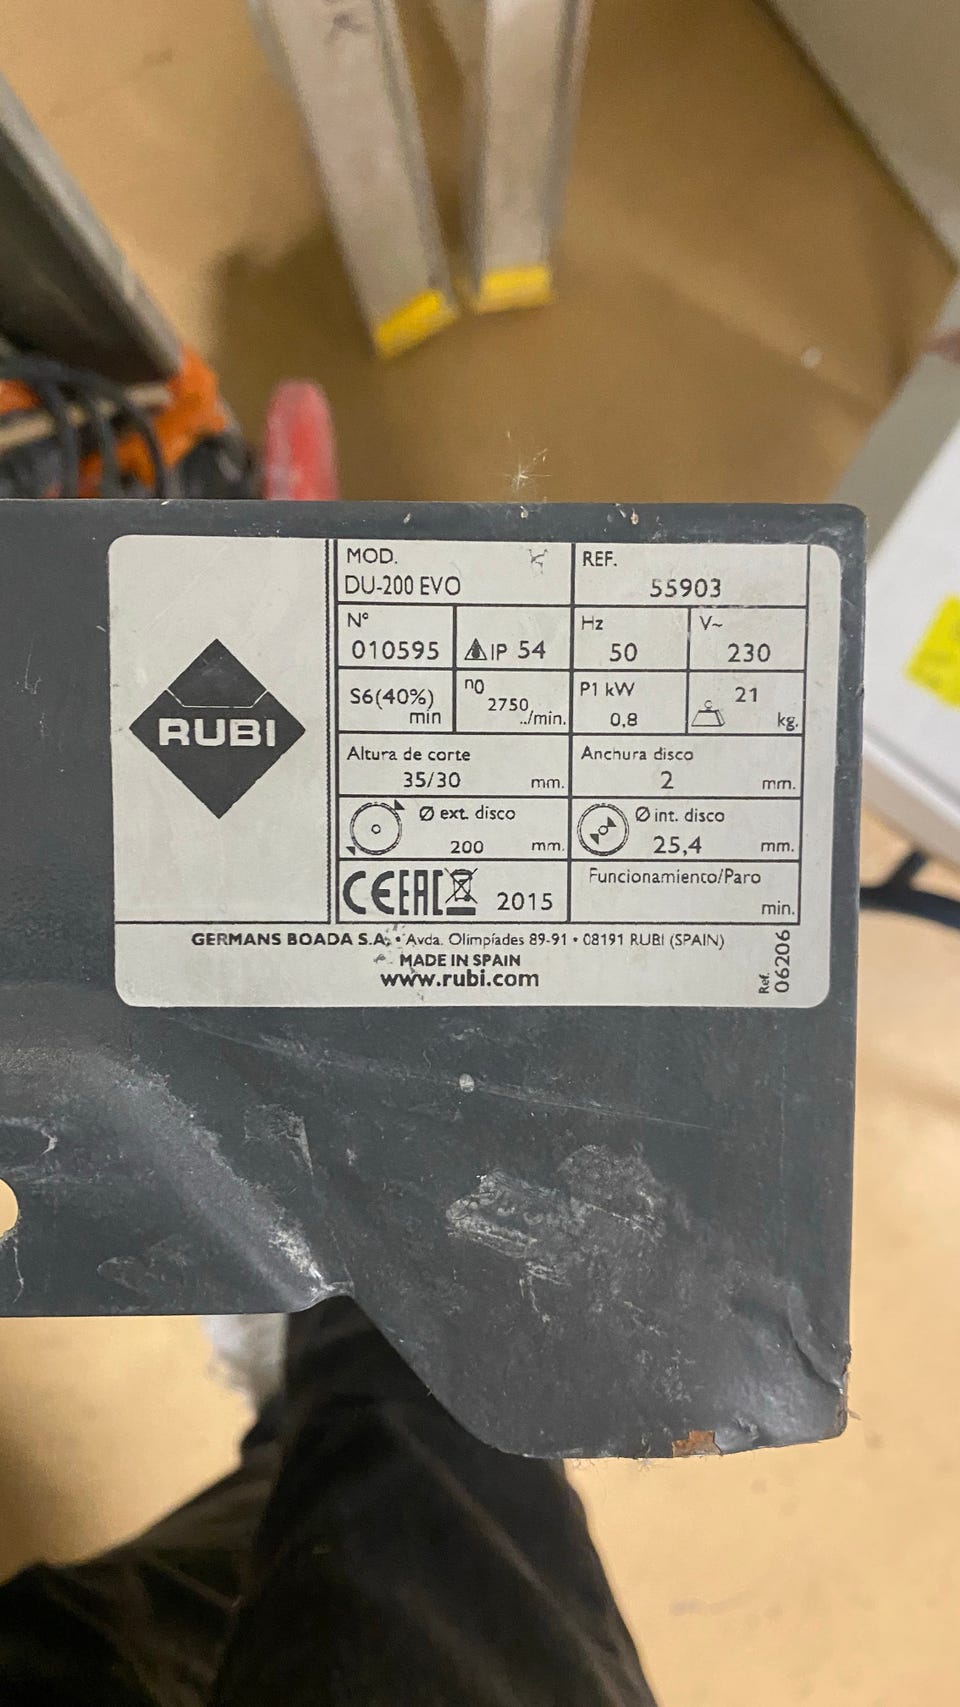 RUBI
MOD.
DU-200 EVO
REF.
55903
Nº
010595
IP 54
Hz
50
V~
230
S6(40%)
min
n0
2750
../min.
P1 kW
0,8
21
kg.
Altura de corte
35/30 mm.
Anchura disco
2 mm.
Ø ext. disco
200 mm.
Ø int. disco
25,4 mm.
CE EAC 2015
Funcionamiento/Paro
min.
GERMANS BOADA S.A. • Avda. Olimpíades 89-91 • 08191 RUBI (SPAIN)
MADE IN SPAIN
www.rubi.com
Ref.
06206